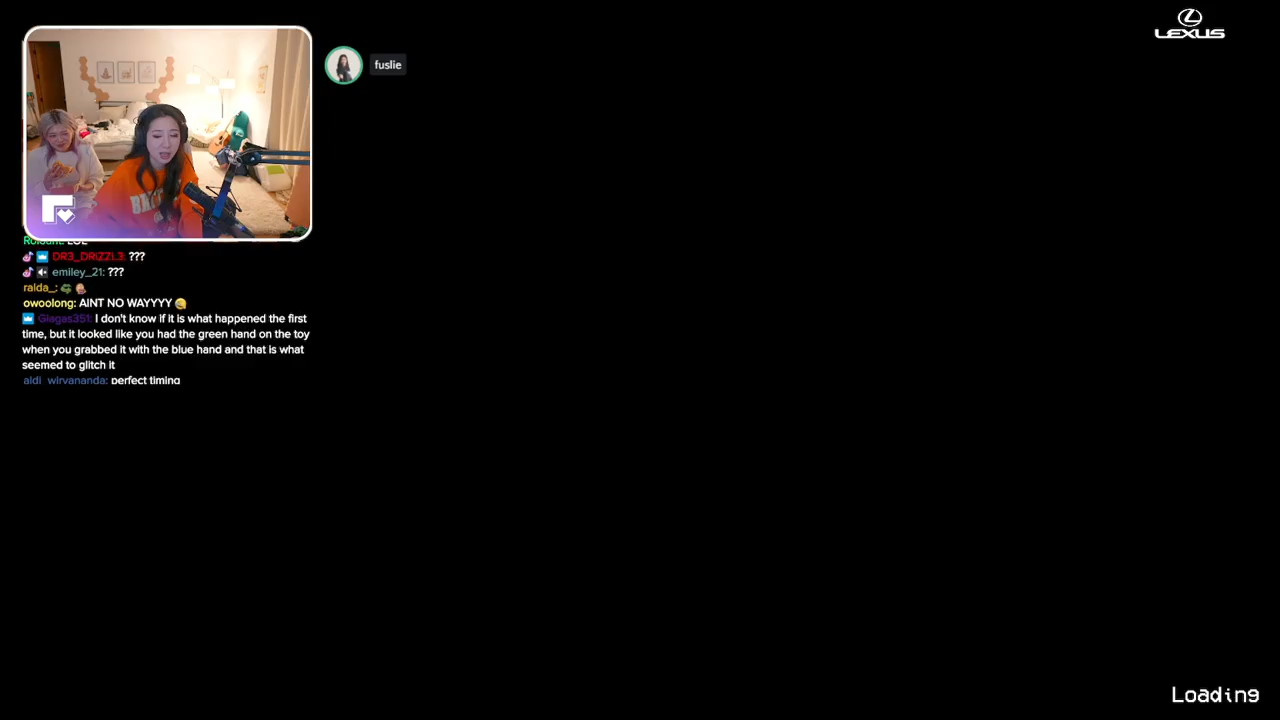 LEXUS
fuslie
DR3_DRIZZL3: ???
emiley_21: ???
ralda_:
owoolong: AINT NO WAYYYY
Glagas351: I don't know if it is what happened the first
time, but it looked like you had the green hand on the toy
when you grabbed it with the blue hand and that is what
seemed to glitch it
aldi_wirvananda: perfect timing
Loading